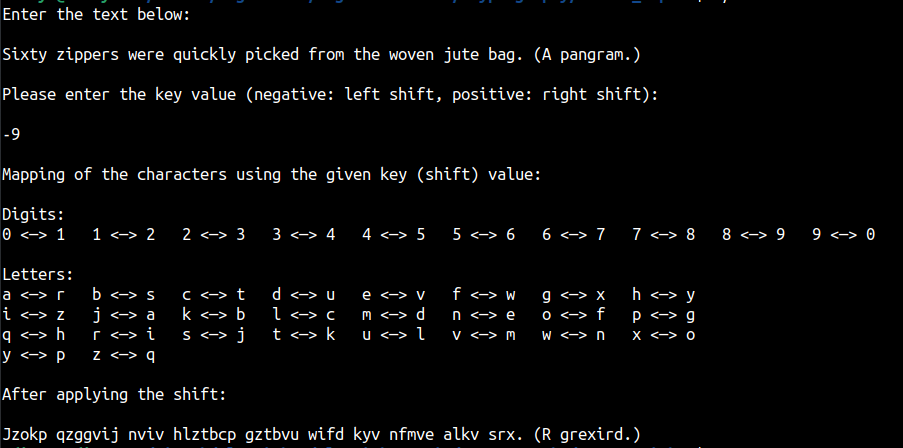 Enter the text below:
Sixty zippers were quickly picked from the woven jute bag. (A pangram.)
Please enter the key value (negative: left shift, positive: right shift):
-9
Mapping of the characters using the given key (shift) value:
Digits:
0 <—> 1   1 <—> 2   2 <—> 3   3 <—> 4   4 <—> 5   5 <—> 6   6 <—> 7   7 <—> 8   8 <—> 9   9 <—> 0
Letters:
a <—> r   b <—> s   c <—> t   d <—> u   e <—> v   f <—> w   g <—> x   h <—> y
i <—> z   j <—> a   k <—> b   l <—> c   m <—> d   n <—> e   o <—> f   p <—> g
q <—> h   r <—> i   s <—> j   t <—> k   u <—> l   v <—> m   w <—> n   x <—> o
y <—> p   z <—> q
After applying the shift:
Jzokp qzggvij nviv hlztbcp gztbvu wifd kyv nfmve alkv srx. (R grexird.)